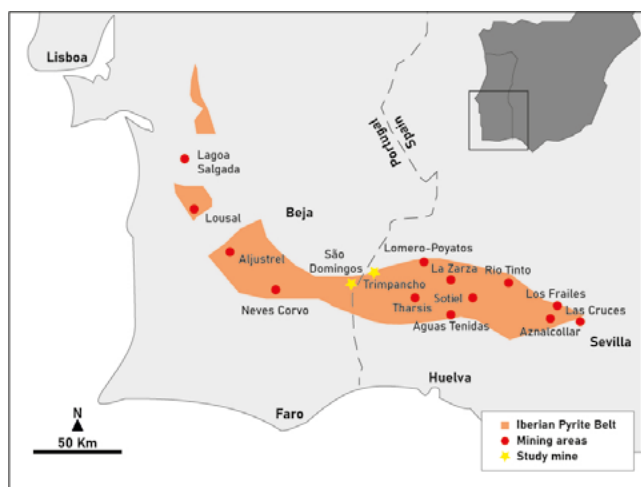 Lisboa
Portugal
Spain
Lagoa
Salgada
Lousal
Beja
São
Domingos
Lomero-Poyatos
Aljustrel
La Zarza
Rio Tinto
Trimpancho
Los Frailes
Neves Corvo
Tharsis
Sotiel
Las Cruces
Aguas Tenidas
Aznalcollar
Sevilla
Huelva
Faro
N
50 Km
Iberian Pyrite Belt
Mining areas
Study mine